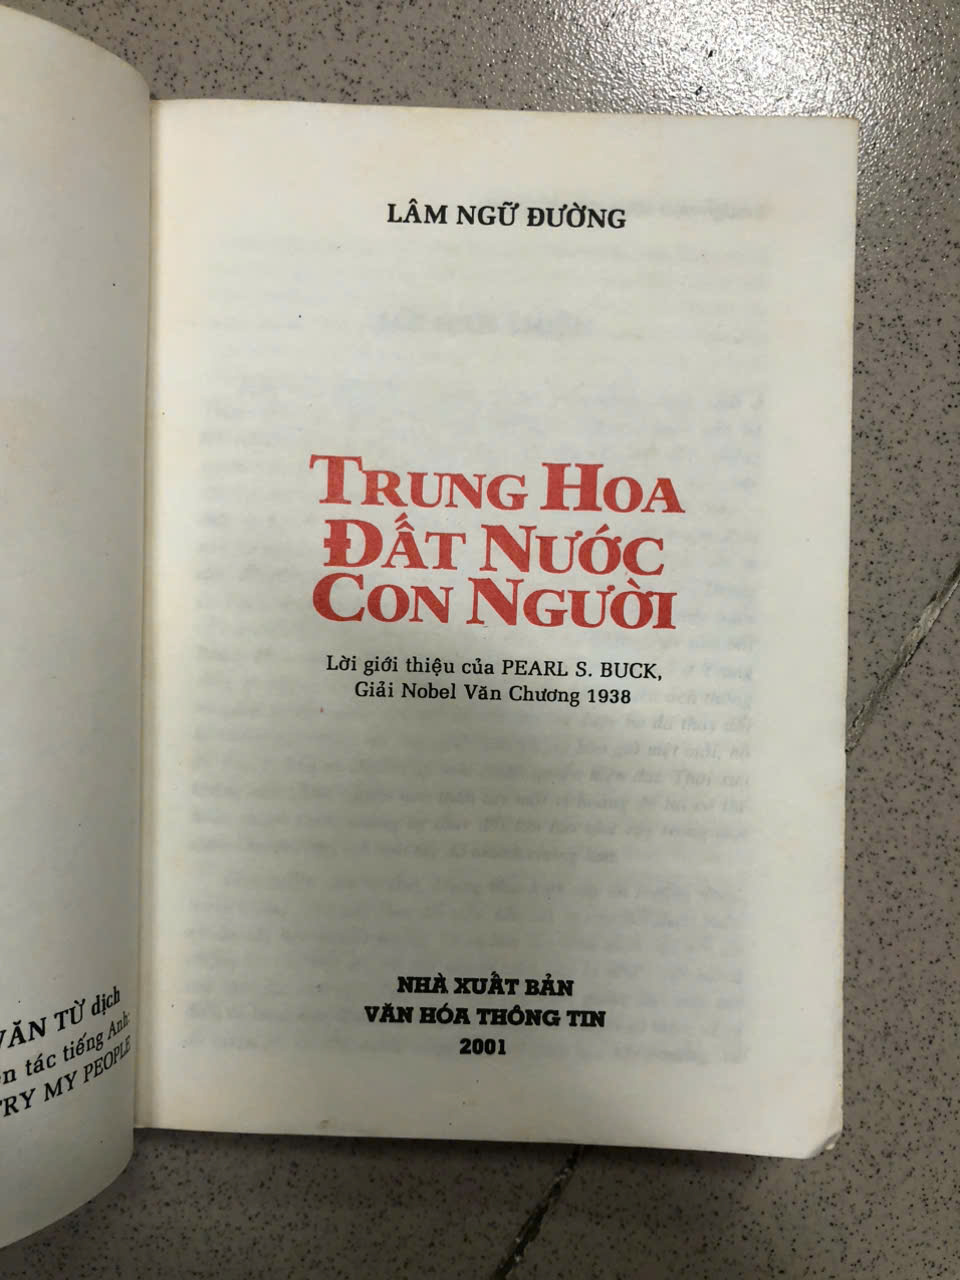 VĂN TỪ dịch
tác tiếng Anh:
MY PEOPLE
LÂM NGỮ ĐƯỜNG
TRUNG HOA
ĐẤT NƯỚC
CON NGƯỜI
Lời giới thiệu của PEARL S. BUCK,
Giải Nobel Văn Chương 1938
NHÀ XUẤT BẢN
VĂN HÓA THÔNG TIN
2001